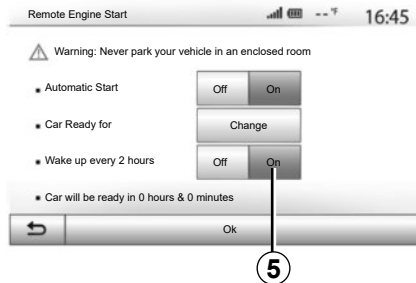 Remote Engine Start -- °F 16:45
Warning: Never park your vehicle in an enclosed room
Automatic Start Off On
Car Ready for Change
Wake up every 2 hours Off On
Car will be ready in 0 hours & 0 minutes
Ok
5